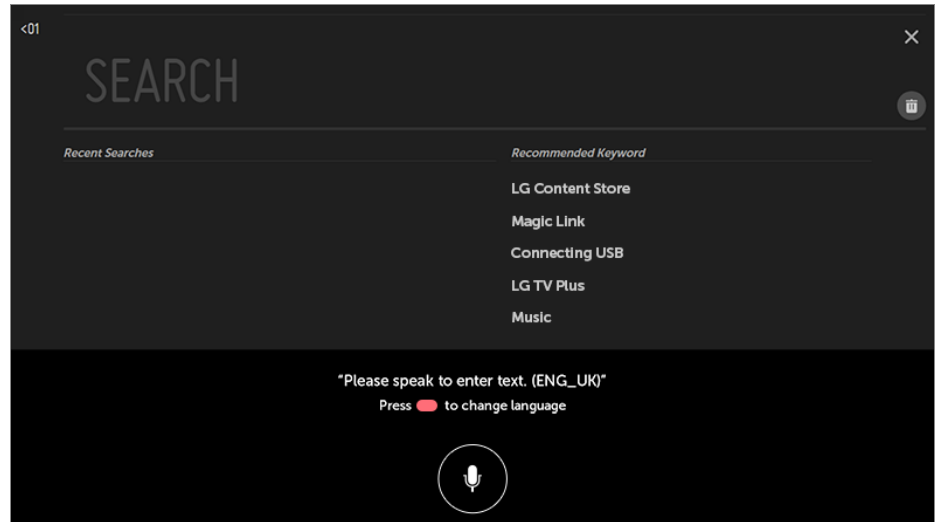 <01
SEARCH
Recent Searches
Recommended Keyword
LG Content Store
Magic Link
Connecting USB
LG TV Plus
Music
“Please speak to enter text. (ENG_UK)”
Press to change language